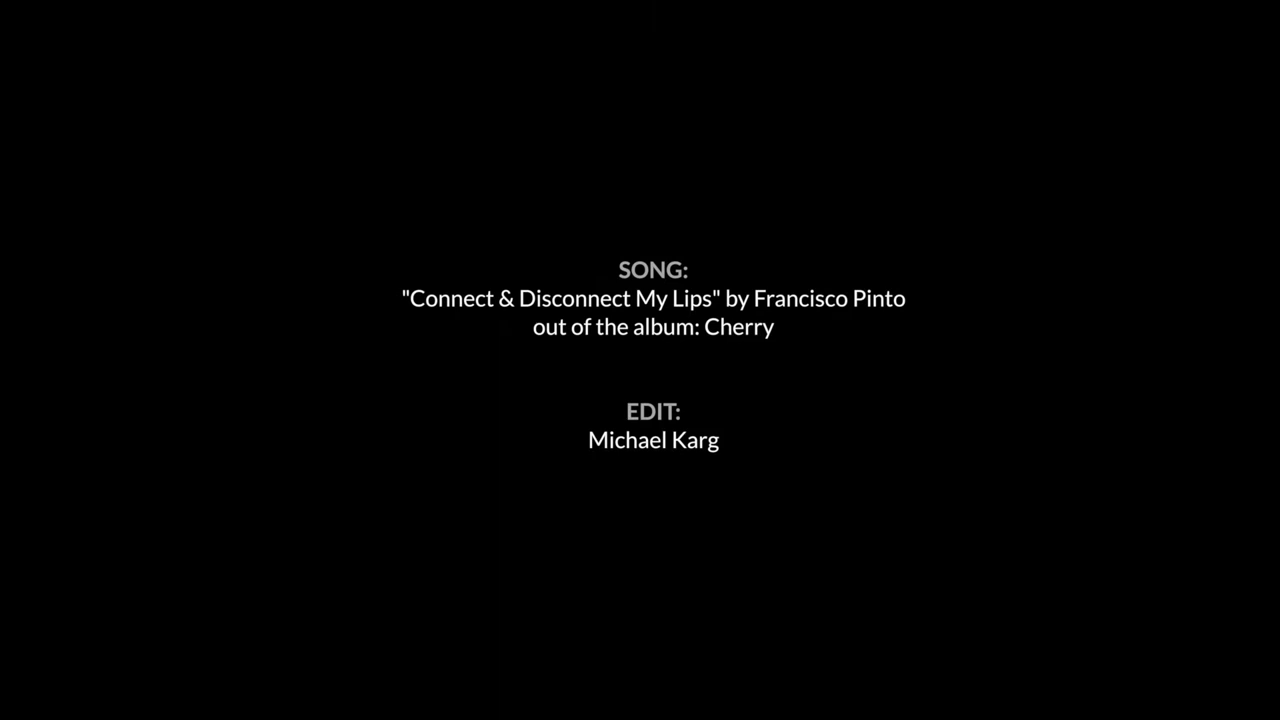 SONG:
"Connect & Disconnect My Lips" by Francisco Pinto
out of the album: Cherry
EDIT:
Michael Karg